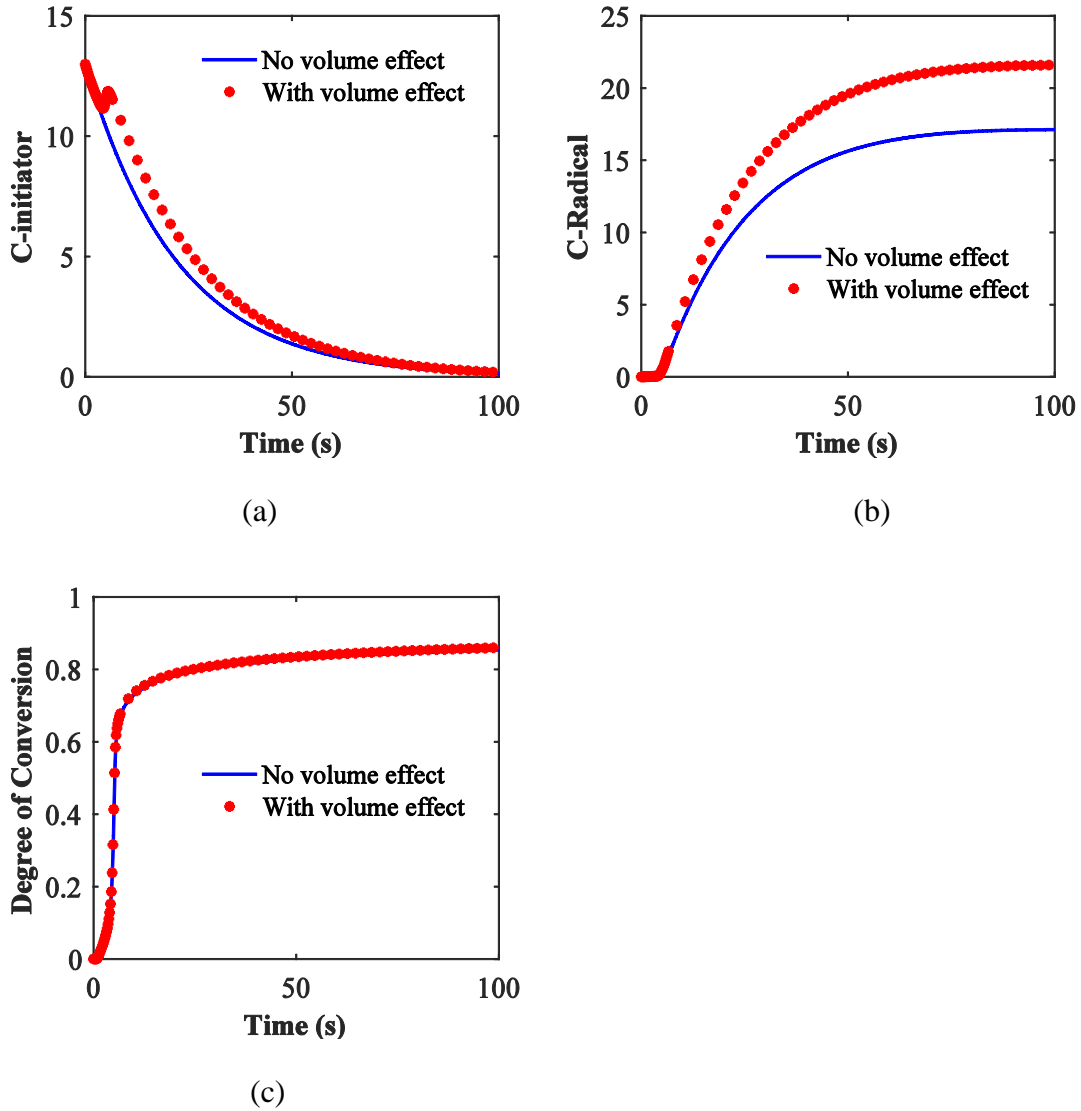 15
10
5
0
C-initiator
No volume effect
With volume effect
0
50
100
Time (s)
(a)
25
20
15
10
5
0
C-Radical
No volume effect
With volume effect
0
50
100
Time (s)
(b)
1
0.8
0.6
0.4
0.2
0
Degree of Conversion
No volume effect
With volume effect
0
50
100
Time (s)
(c)